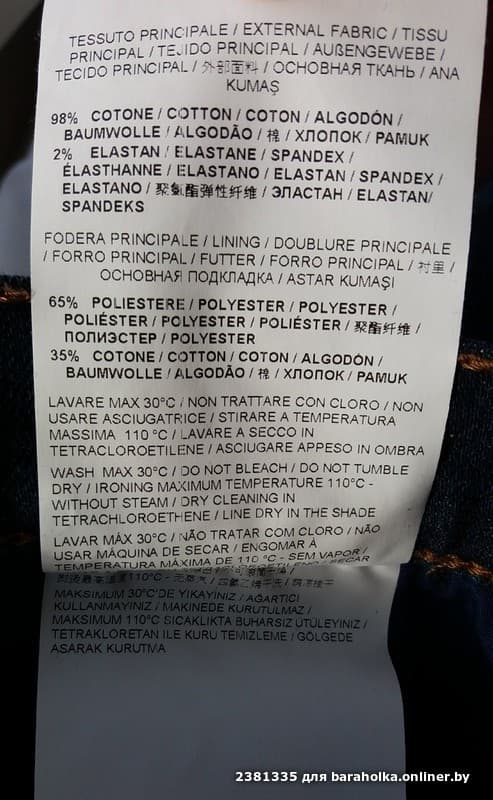 TESSUTO PRINCIPALE / EXTERNAL FABRIC / TISSU
PRINCIPAL / TEJIDO PRINCIPAL / AUßENGEWEBE /
TECIDO PRINCIPAL / 外部面料 / ОСНОВНАЯ ТКАНЬ / ANA
KUMAŞ
98% COTONE / COTTON / COTON / ALGODÓN /
BAUMWOLLE / ALGODÃO / 棉 / ХЛОПОК / PAMUK
2% ELASTAN / ELASTANE / SPANDEX /
ÉLASTHANNE / ELASTANO / ELASTAN / SPANDEX /
ELASTANO / 聚氨酯弹性纤维 / ЭЛАСТАН / ELASTAN/
SPANDEKS
FODERA PRINCIPALE / LINING / DOUBLURE PRINCIPALE
/ FORRO PRINCIPAL / FUTTER / FORRO PRINCIPAL / 衬里 /
ОСНОВНАЯ ПОДКЛАДКА / ASTAR KUMAŞI
65% POLIESTERE / POLYESTER / POLYESTER /
POLIÉSTER / POLYESTER / POLIÉSTER / 聚酯纤维 /
ПОЛИЭСТЕР / POLYESTER
35% COTONE / COTTON / COTON / ALGODÓN /
BAUMWOLLE / ALGODÃO / 棉 / ХЛОПОК / PAMUK
LAVARE MAX 30°C / NON TRATTARE CON CLORO / NON
USARE ASCIUGATRICE / STIRARE A TEMPERATURA
MASSIMA 110°C / LAVARE A SECCO IN
TETRACLOROETILENE / ASCIUGARE APPESO IN OMBRA
WASH MAX 30°C / DO NOT BLEACH / DO NOT TUMBLE
DRY / IRONING MAXIMUM TEMPERATURE 110°C -
WITHOUT STEAM / DRY CLEANING IN
TETRACHLOROETHENE / LINE DRY IN THE SHADE
LAVAR MÁX 30°C / NÃO TRATAR COM CLORO / NÃO
USAR MÁQUINA DE SECAR / ENGOMAR À
TEMPERATURA MÁXIMA DE 110 °C - SEM VAPOR /
SECAR
110°C
MAKSIMUM 30°C'DE YIKAYINIZ / AĞARTICI
KULLANMAYINIZ / MAKINEDE KURUTULMAZ /
MAKSIMUM 110°C SICAKLIKTA BUHARSIZ ÜTÜLEYINIZ /
TETRAKLORETAN ILE KURU TEMIZLEME / GÖLGEDE
ASARAK KURUTMA
2381335 для baraholka.onliner.by